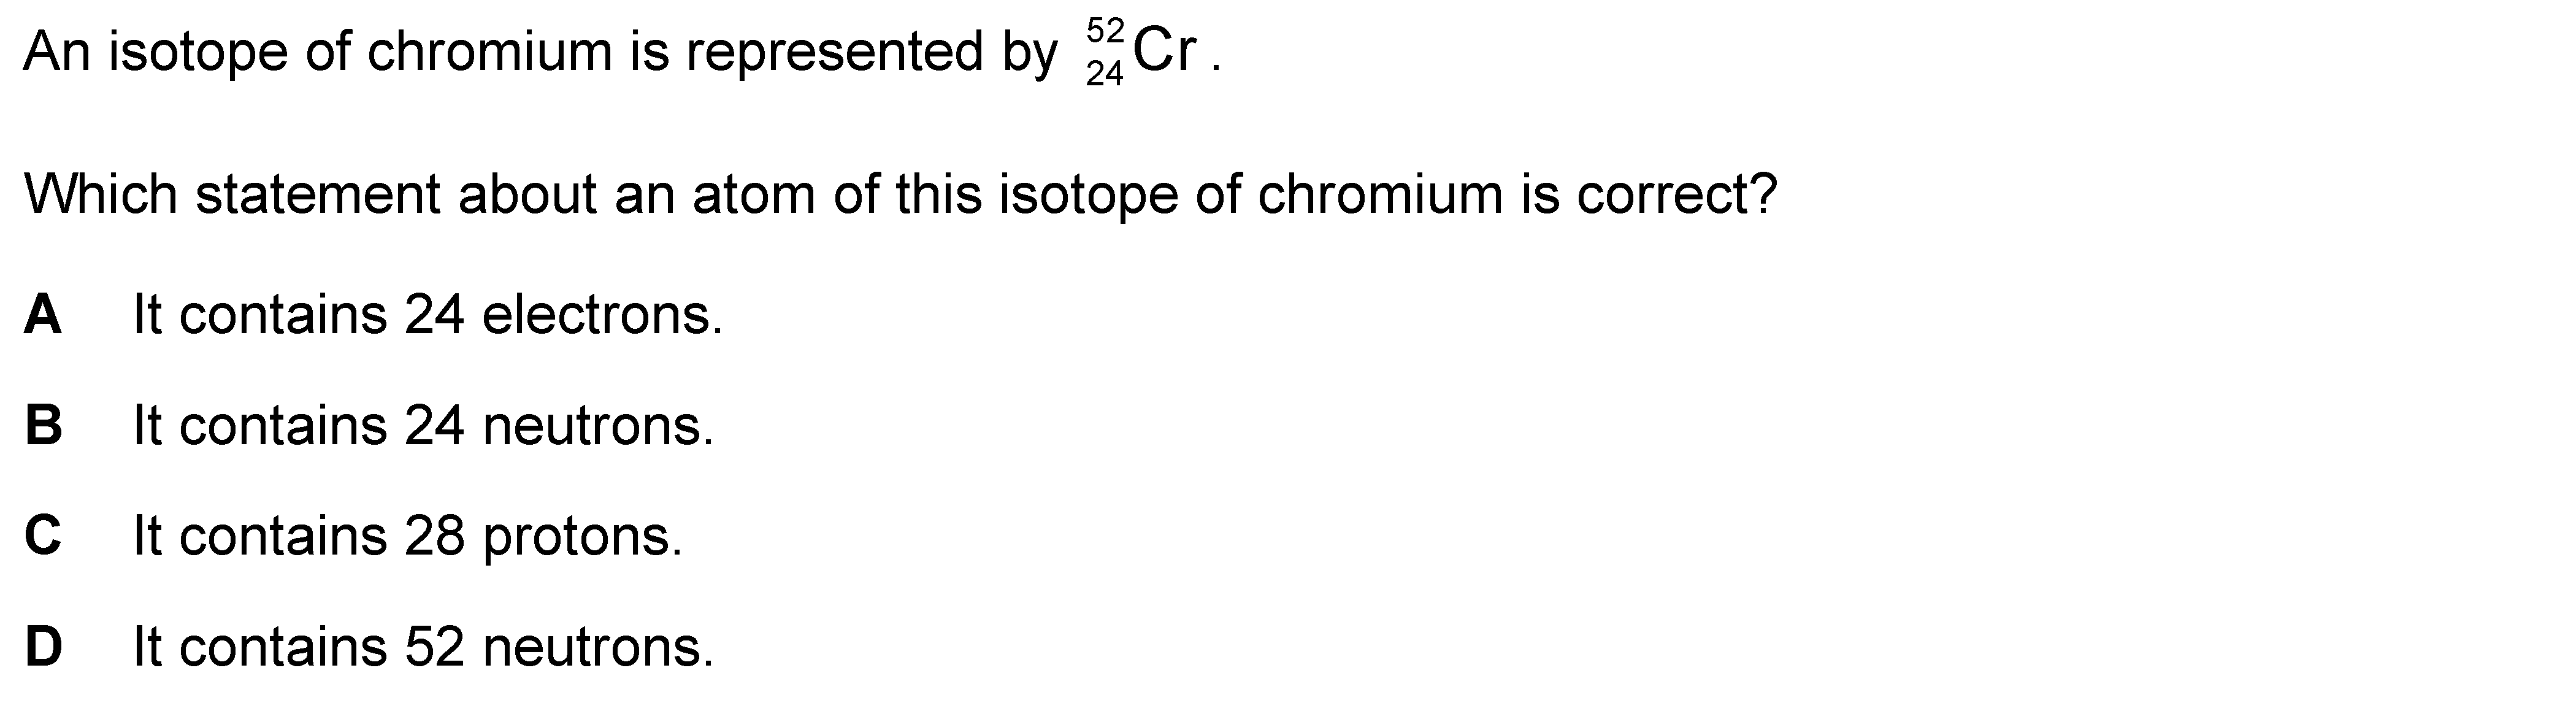 An isotope of chromium is represented by $^{52}_{24}$Cr.
Which statement about an atom of this isotope of chromium is correct?
A It contains 24 electrons.
B It contains 24 neutrons.
C It contains 28 protons.
D It contains 52 neutrons.